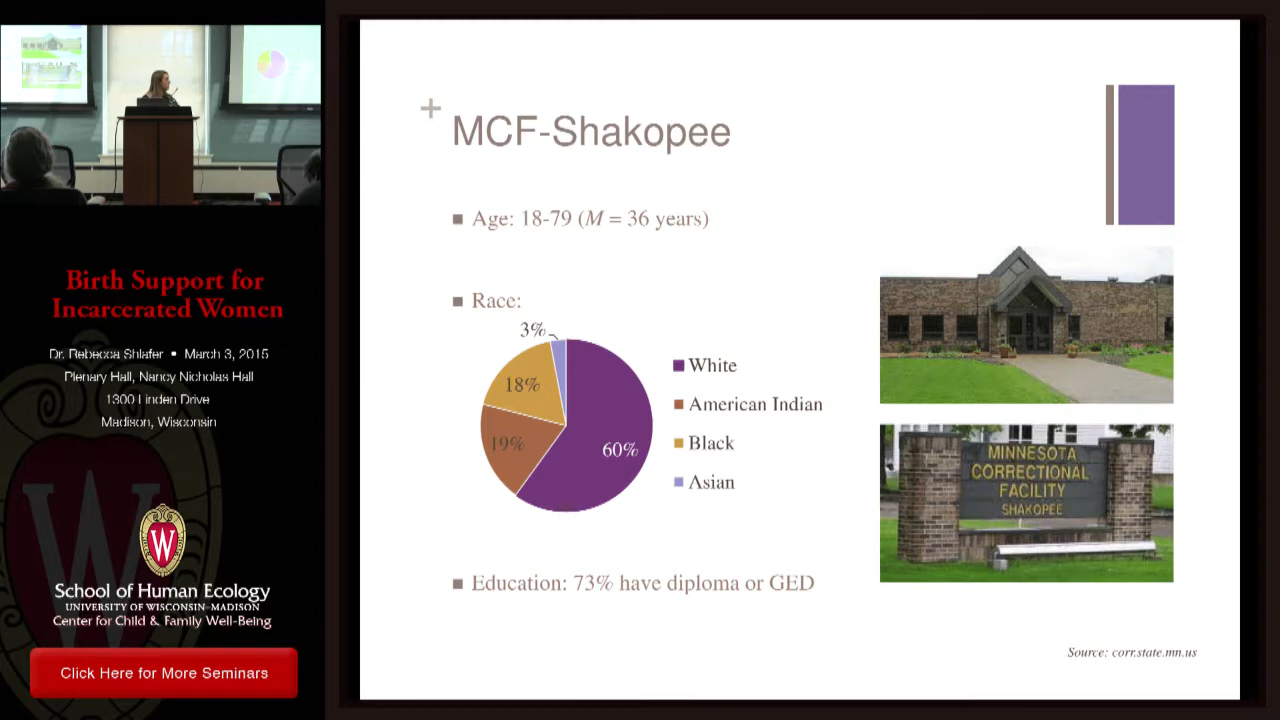 Birth Support for
Incarcerated Women
Dr. Rebecca Shlafer • March 3, 2015
Plenary Hall, Nancy Nicholas Hall
1300 Linden Drive
Madison, Wisconsin
W
W
School of Human Ecology
UNIVERSITY OF WISCONSIN-MADISON
Center for Child & Family Well-Being
Click Here for More Seminars
+
MCF-Shakopee
Age: 18-79 (M = 36 years)
Race:
3%
18%
19%
60%
White
American Indian
Black
Asian
Education: 73% have diploma or GED
MINNESOTA
CORRECTIONAL
FACILITY
SHAKOPEE
Source: corr.state.mn.us